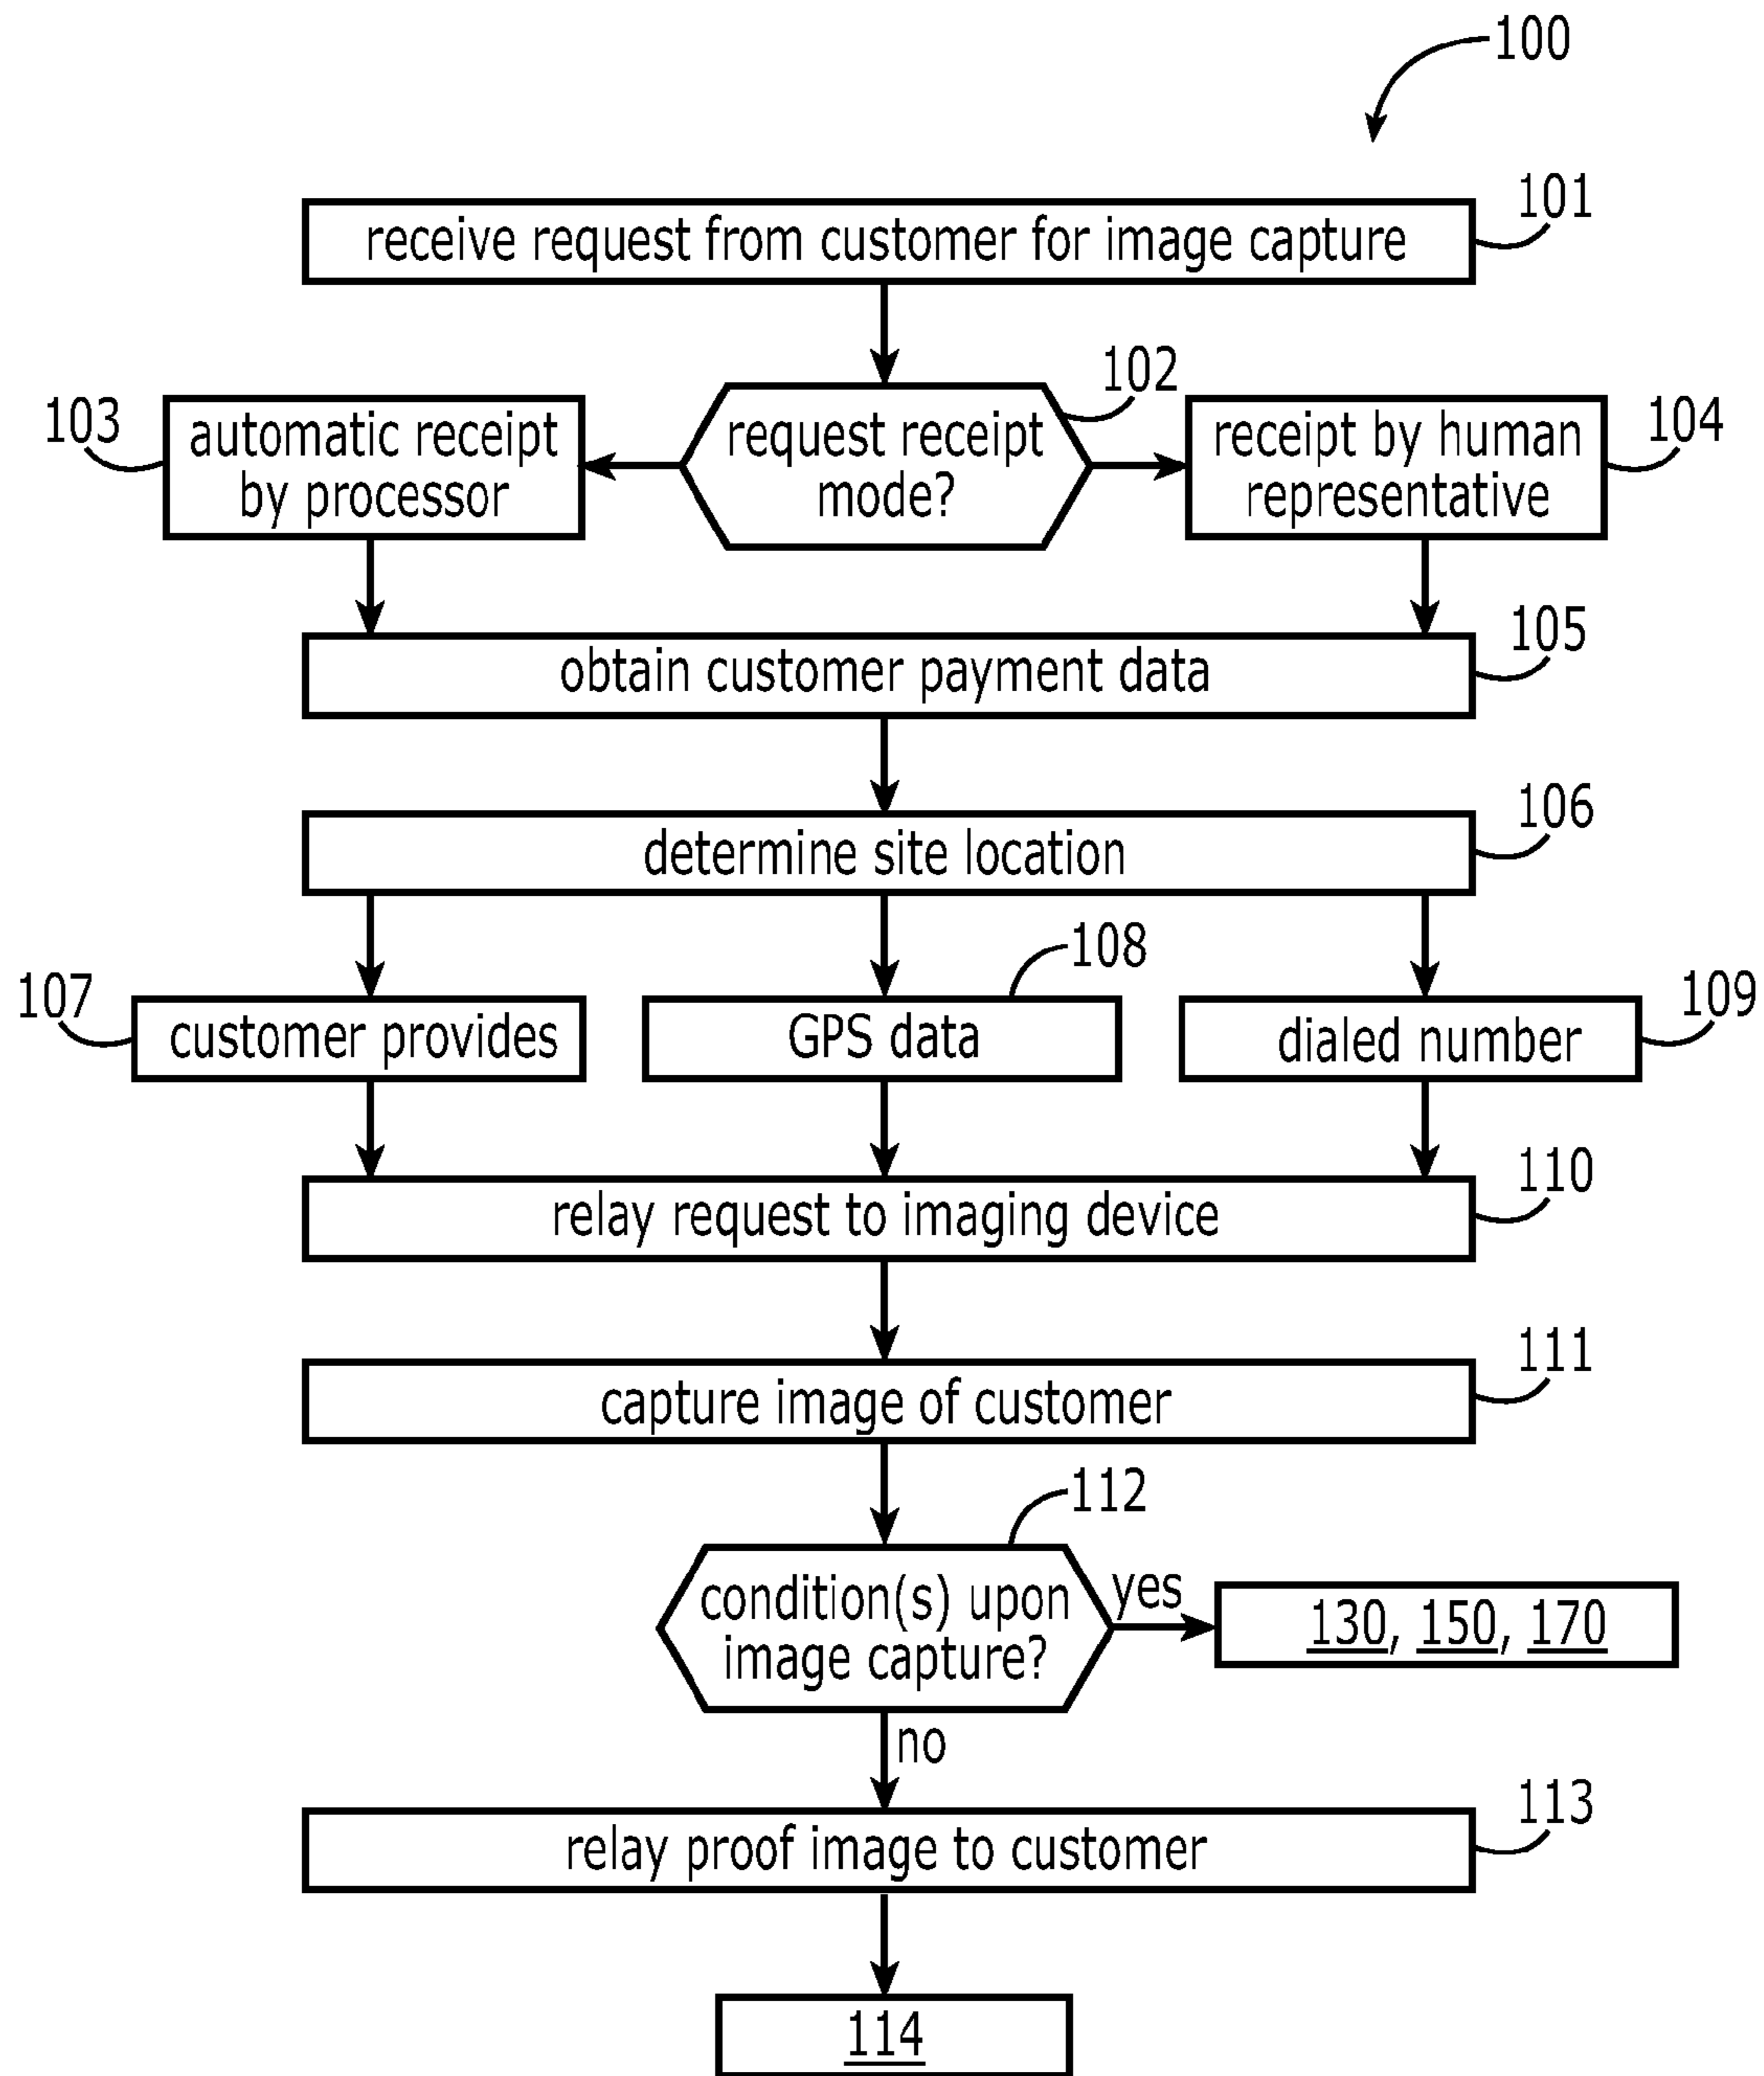 100
101
receive request from customer for image capture
102
103
automatic receipt
by processor
request receipt
mode?
receipt by human
representative
104
105
obtain customer payment data
106
determine site location
108
107
customer provides
GPS data
dialed number
109
110
relay request to imaging device
111
capture image of customer
112
condition(s) upon
image capture?
yes
130, 150, 170
no
113
relay proof image to customer
114